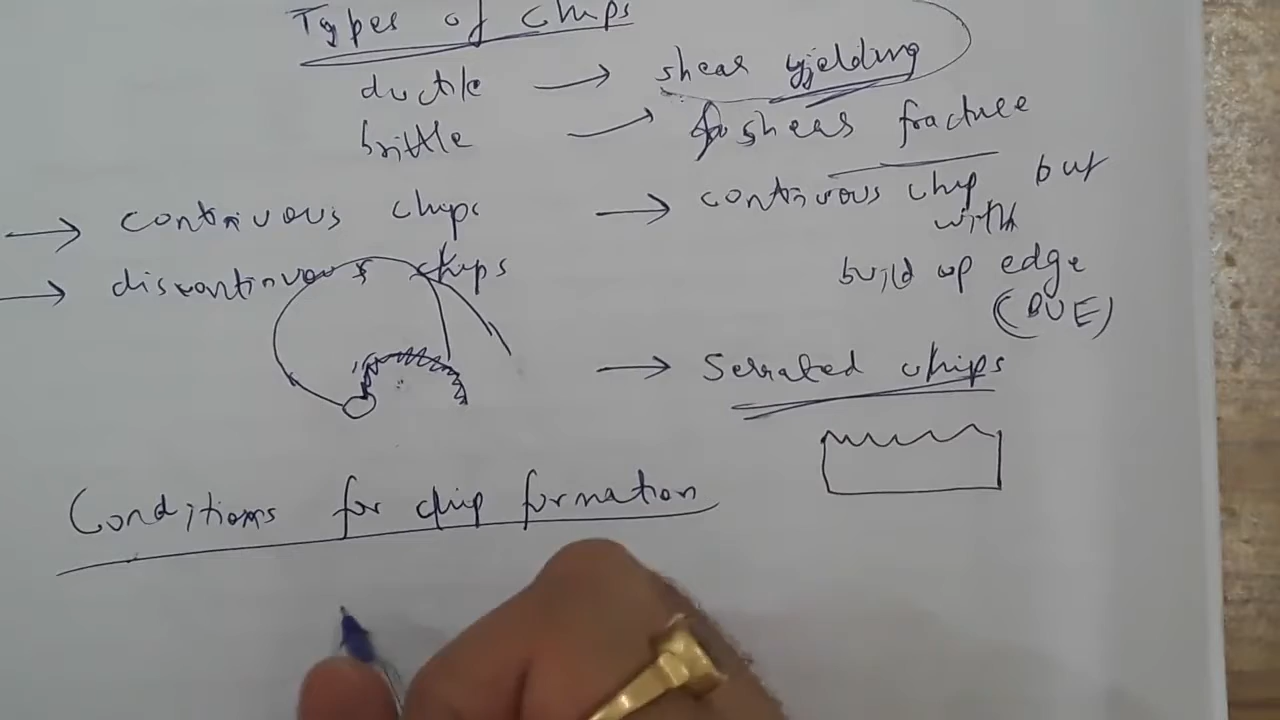 Types of chips
ductile → shear yielding
brittle → shear fracture
→ continuous chips
→ discontinuous chips
→ continuous chip but
with
build up edge
(BUE)
→ Serrated chips
Conditions for chip formation